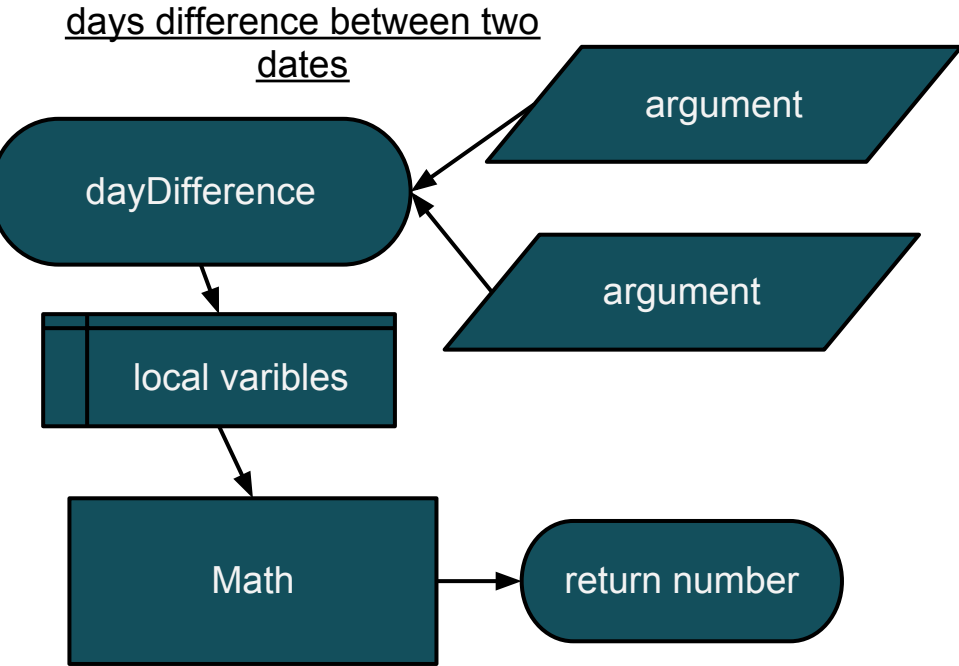 days difference between two
dates
argument
dayDifference
argument
local varibles
Math
return number